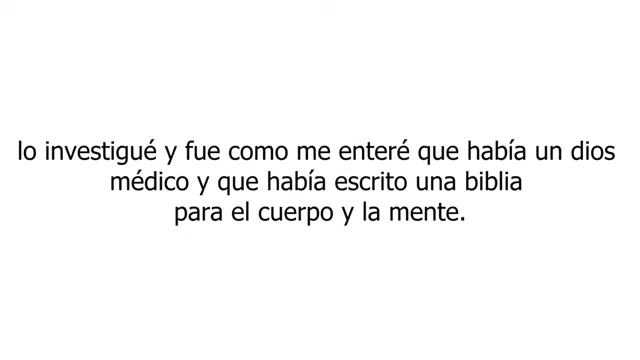 lo investigué y fue como me enteré que había un dios
médico y que había escrito una biblia
para el cuerpo y la mente.